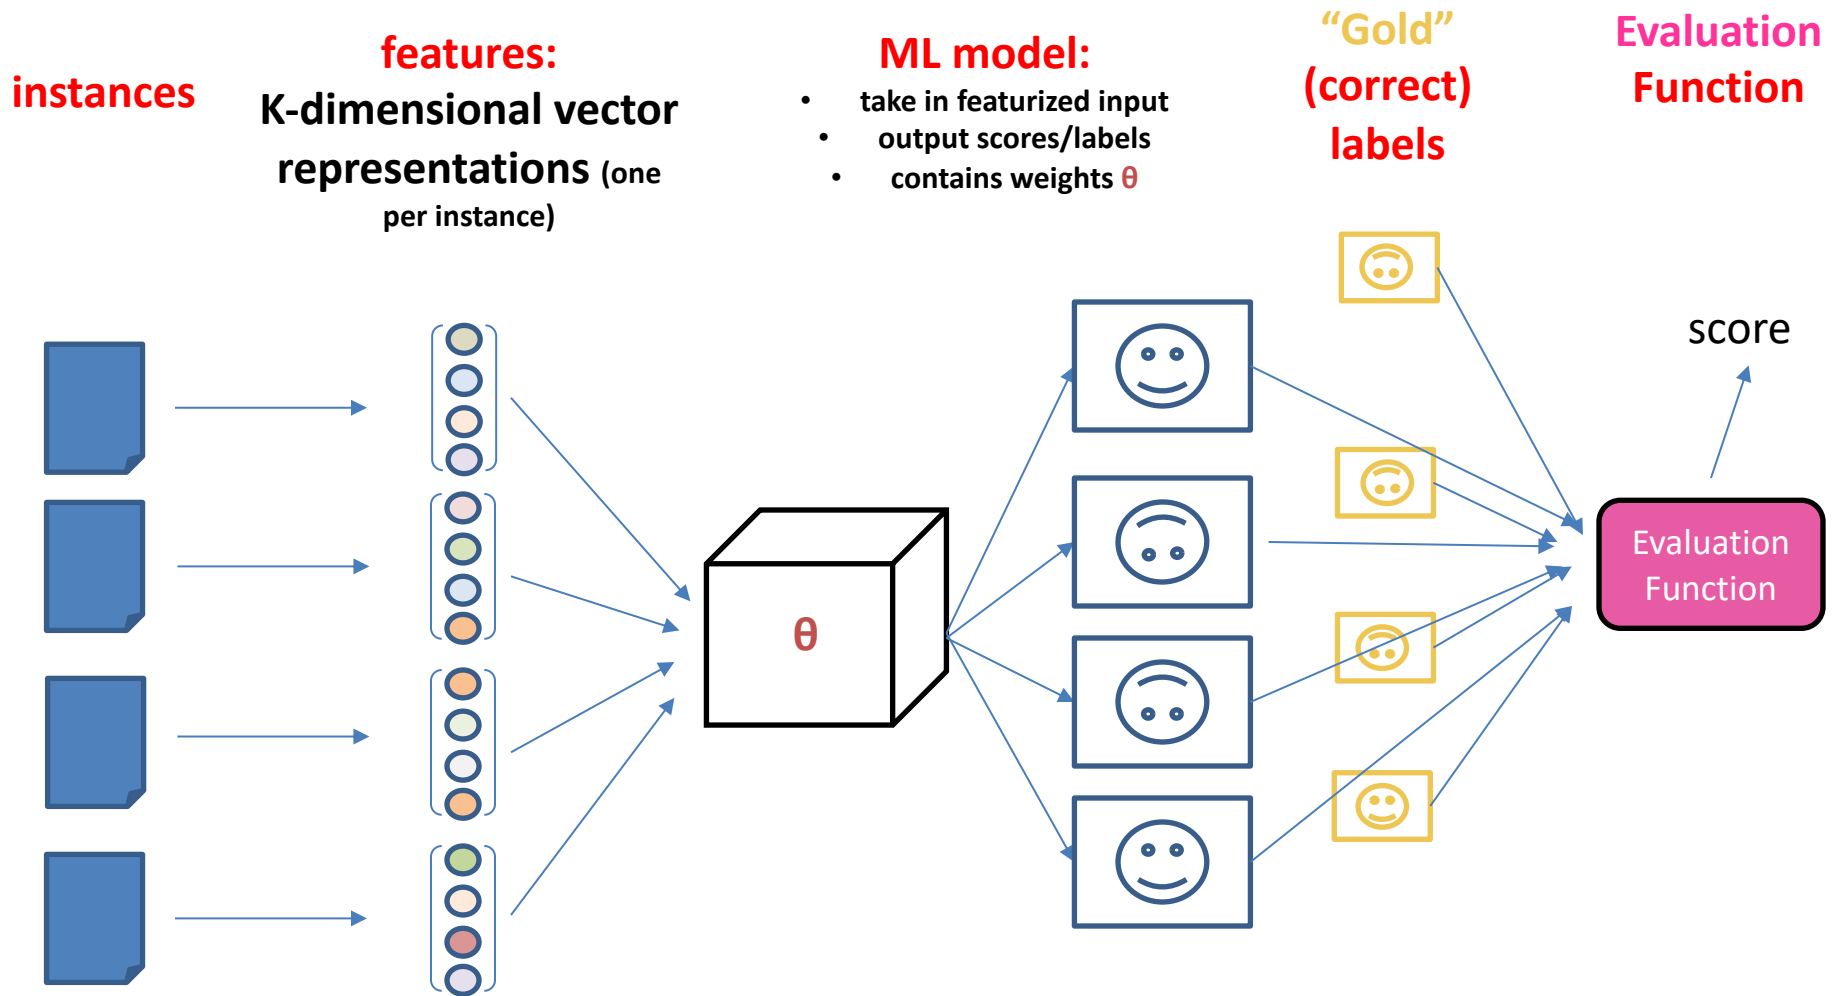 instances
features:
K-dimensional vector
representations (one
per instance)
ML model:
• take in featurized input
• output scores/labels
• contains weights θ
“Gold”
(correct)
labels
Evaluation
Function
θ
score
Evaluation
Function